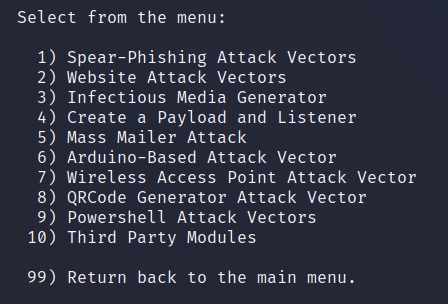 Select from the menu:
1) Spear-Phishing Attack Vectors
2) Website Attack Vectors
3) Infectious Media Generator
4) Create a Payload and Listener
5) Mass Mailer Attack
6) Arduino-Based Attack Vector
7) Wireless Access Point Attack Vector
8) QRCode Generator Attack Vector
9) Powershell Attack Vectors
10) Third Party Modules
99) Return back to the main menu.